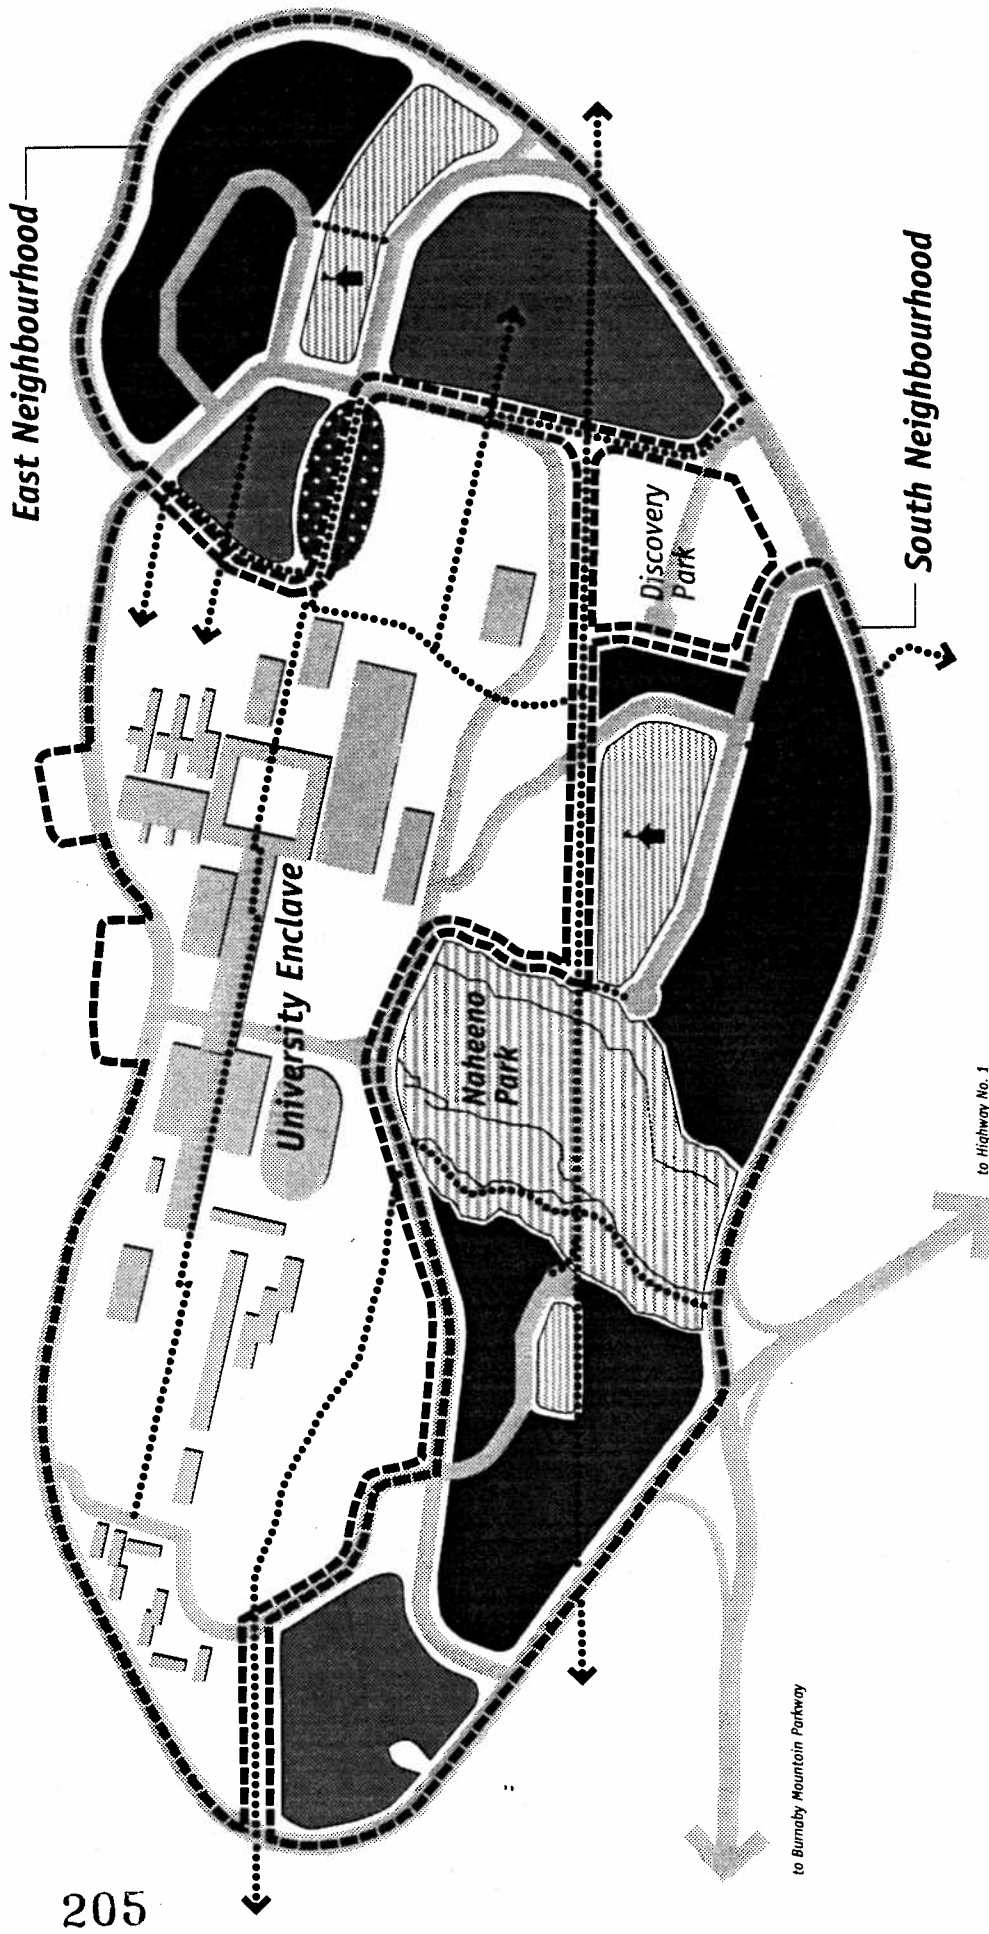 East Neighbourhood
South Neighbourhood
Discovery
Park
University Enclave
Naheeno
Park
to Highway No. 1
to Burnaby Mountain Parkway
205